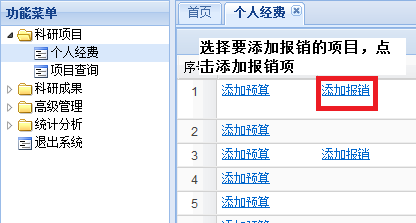 功能菜单
科研项目
个人经费
项目查询
科研成果
高级管理
统计分析
退出系统
首页 个人经费
选择要添加报销的项目，点
序 击添加报销项
1 添加预算 添加报销
2 添加预算
3 添加预算 添加报销
4 添加预算
5 添加预算